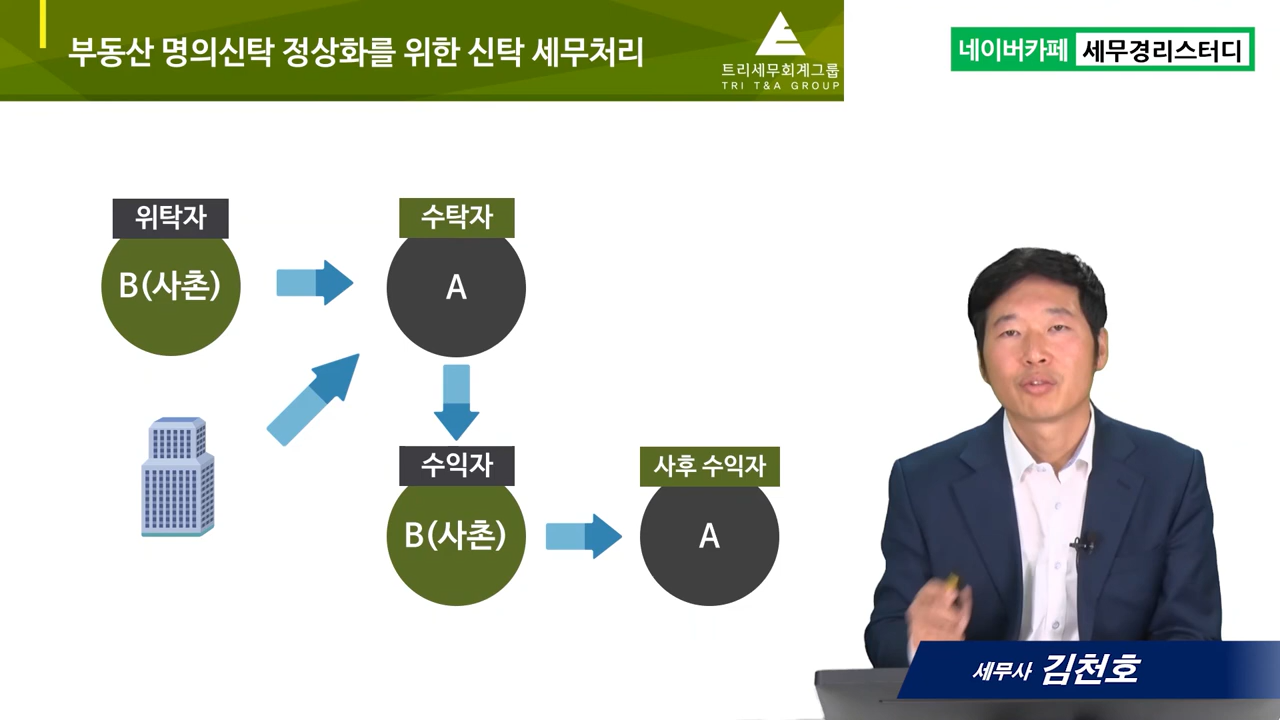 부동산 명의신탁 정상화를 위한 신탁 세무처리
트리세무회계그룹
TRI T&A GROUP
네이버카페 세무경리스터디
위탁자
B(사촌)
수탁자
A
수익자
B(사촌)
사후 수익자
A
세무사 김천호